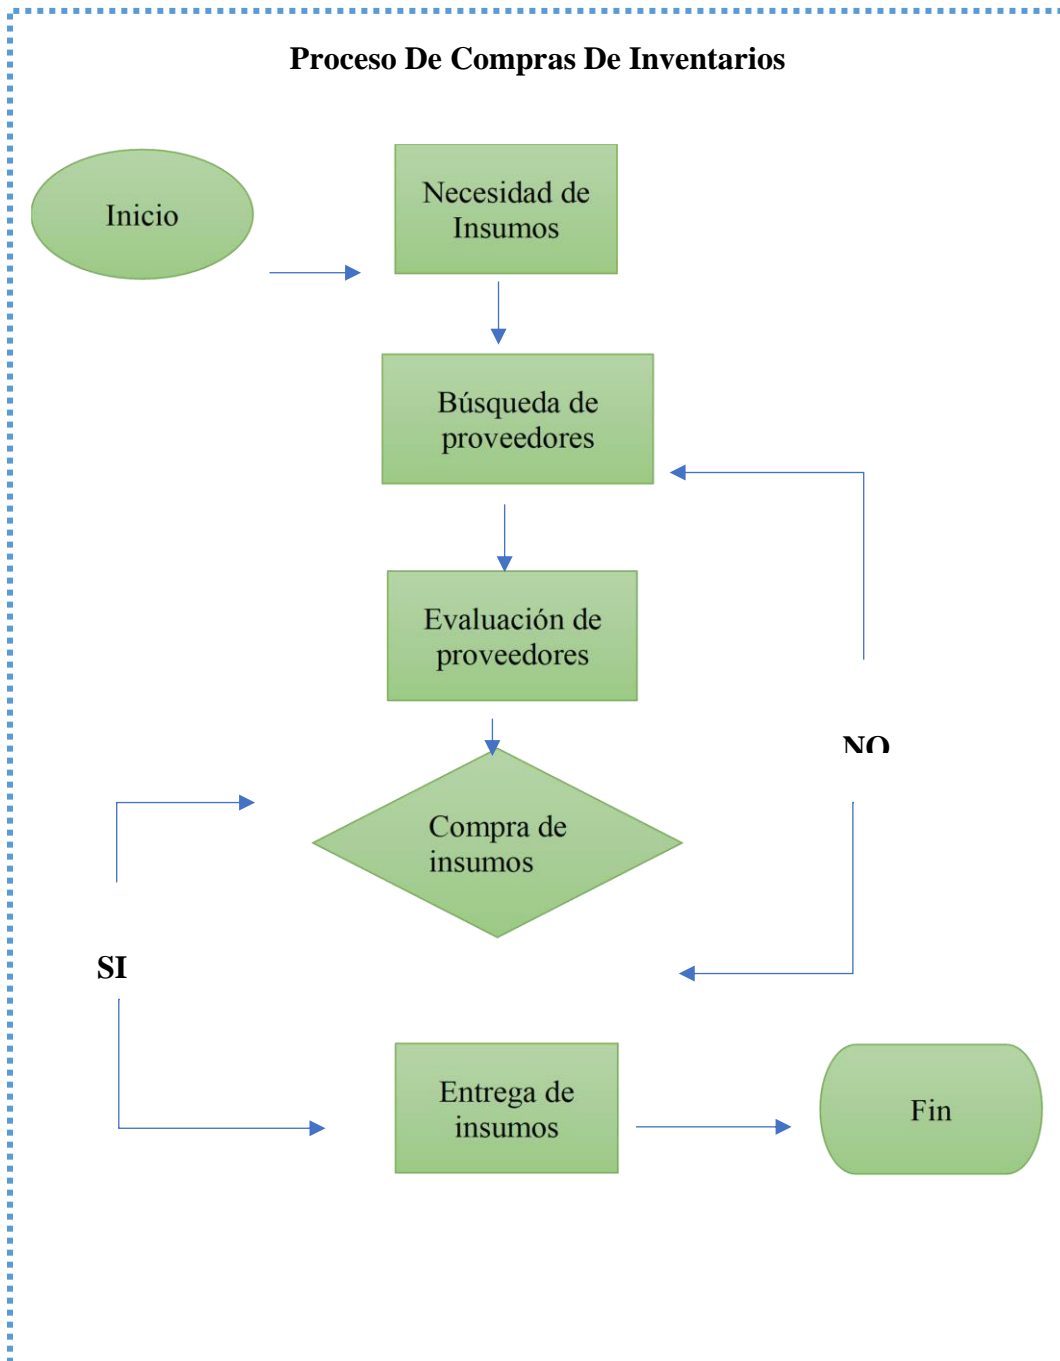 Proceso De Compras De Inventarios
Inicio
Necesidad de
Insumos
Búsqueda de
proveedores
Evaluación de
proveedores
NO
Compra de
insumos
SI
Entrega de
insumos
Fin